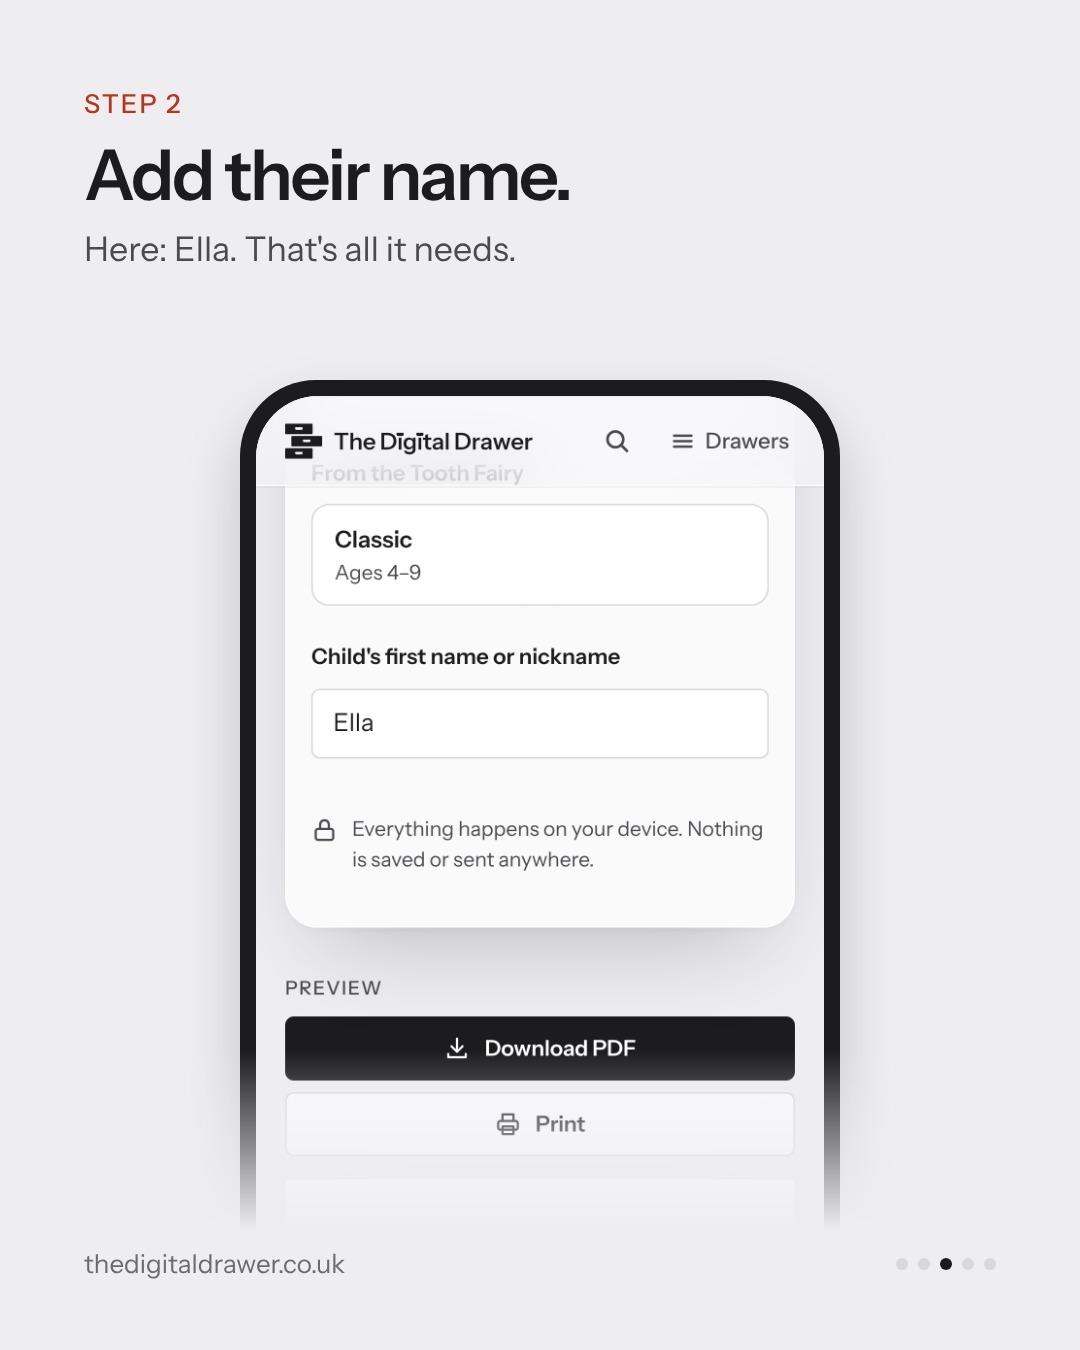 STEP 2
Add their name.
Here: Ella. That's all it needs.
The Digital Drawer
Drawers
From the Tooth Fairy
Classic
Ages 4–9
Child's first name or nickname
Ella
Everything happens on your device. Nothing
is saved or sent anywhere.
PREVIEW
Download PDF
Print
thedigitaldrawer.co.uk